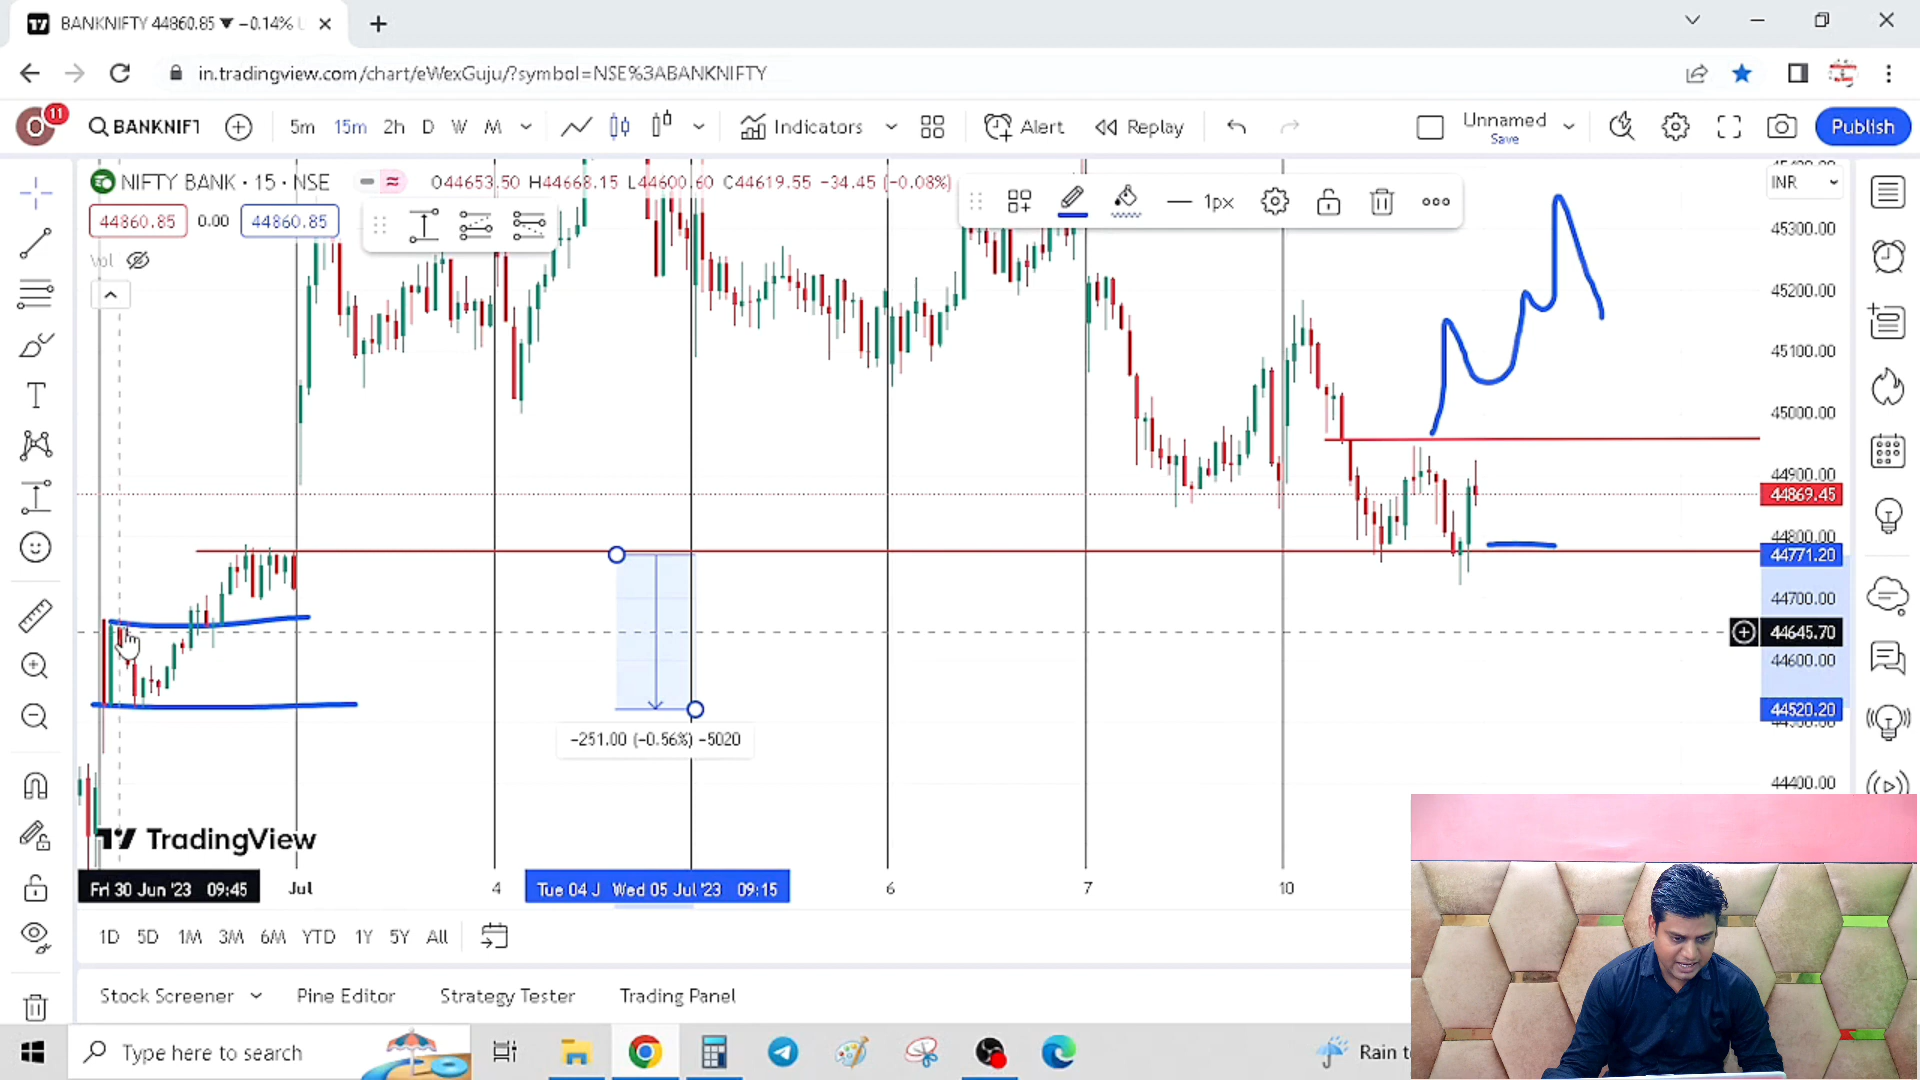 BANKNIFTY 44860.85 ▼ −0.14%
in.tradingview.com/chart/eWexGuju/?symbol=NSE%3ABANKNIFTY
11
O
BANKNIFT
5m 15m 2h D W M
Indicators
Alert
Replay
Unnamed
Save
Publish
NIFTY BANK · 15 · NSE
O44653.50 H44668.15 L44600.60 C44619.55 −34.45 (−0.08%)
1px
INR
44860.85 0.00 44860.85
Vol
45300.00
45200.00
45100.00
45000.00
44900.00
44869.45
44800.00
44771.20
44700.00
44645.70
44600.00
44520.20
44400.00
−251.00 (−0.56%) −5020
TradingView
Fri 30 Jun '23 09:45
Jul
4
Tue 04 J
Wed 05 Jul '23 09:15
6
7
10
1D 5D 1M 3M 6M YTD 1Y 5Y All
Stock Screener
Pine Editor
Strategy Tester
Trading Panel
Type here to search
Rain